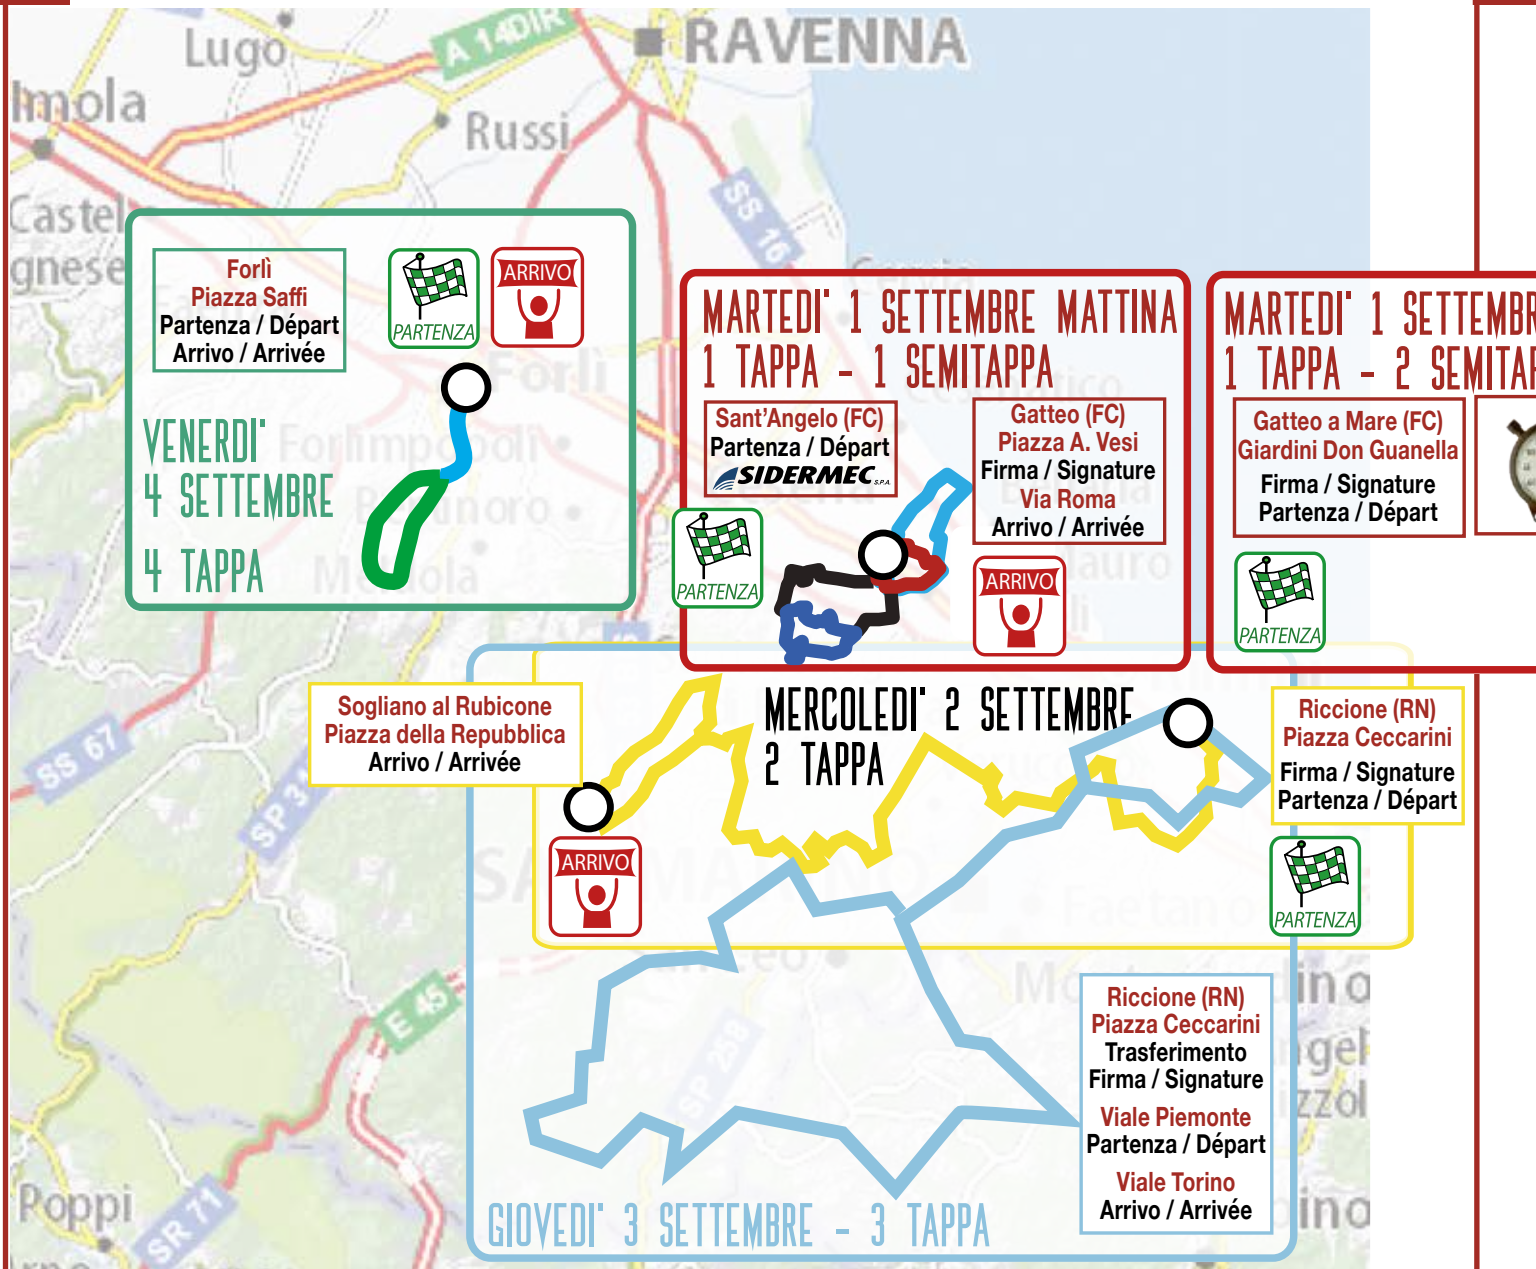 Lugo
A 14DIR
RAVENNA
Imola
Russi
Castel
gnese
SS 16
Forlì
Piazza Saffi
Partenza / Départ
Arrivo / Arrivée
PARTENZA
ARRIVO
Forlì
VENERDI'
4 SETTEMBRE
4 TAPPA
MARTEDI' 1 SETTEMBRE MATTINA
1 TAPPA - 1 SEMITAPPA
Sant'Angelo (FC)
Partenza / Départ
SIDERMEC S.P.A.
Gatteo (FC)
Piazza A. Vesi
Firma / Signature
Via Roma
Arrivo / Arrivée
PARTENZA
ARRIVO
MARTEDI' 1 SETTEMBR
1 TAPPA - 2 SEMITAP
Gatteo a Mare (FC)
Giardini Don Guanella
Firma / Signature
Partenza / Départ
PARTENZA
Sogliano al Rubicone
Piazza della Repubblica
Arrivo / Arrivée
ARRIVO
MERCOLEDI' 2 SETTEMBRE
2 TAPPA
Riccione (RN)
Piazza Ceccarini
Firma / Signature
Partenza / Départ
PARTENZA
SS 67
SP 31
Faetano
E 45
SP 258
Riccione (RN)
Piazza Ceccarini
Trasferimento
Firma / Signature
Viale Piemonte
Partenza / Départ
Viale Torino
Arrivo / Arrivée
Poppi
SR 71
GIOVEDI' 3 SETTEMBRE - 3 TAPPA